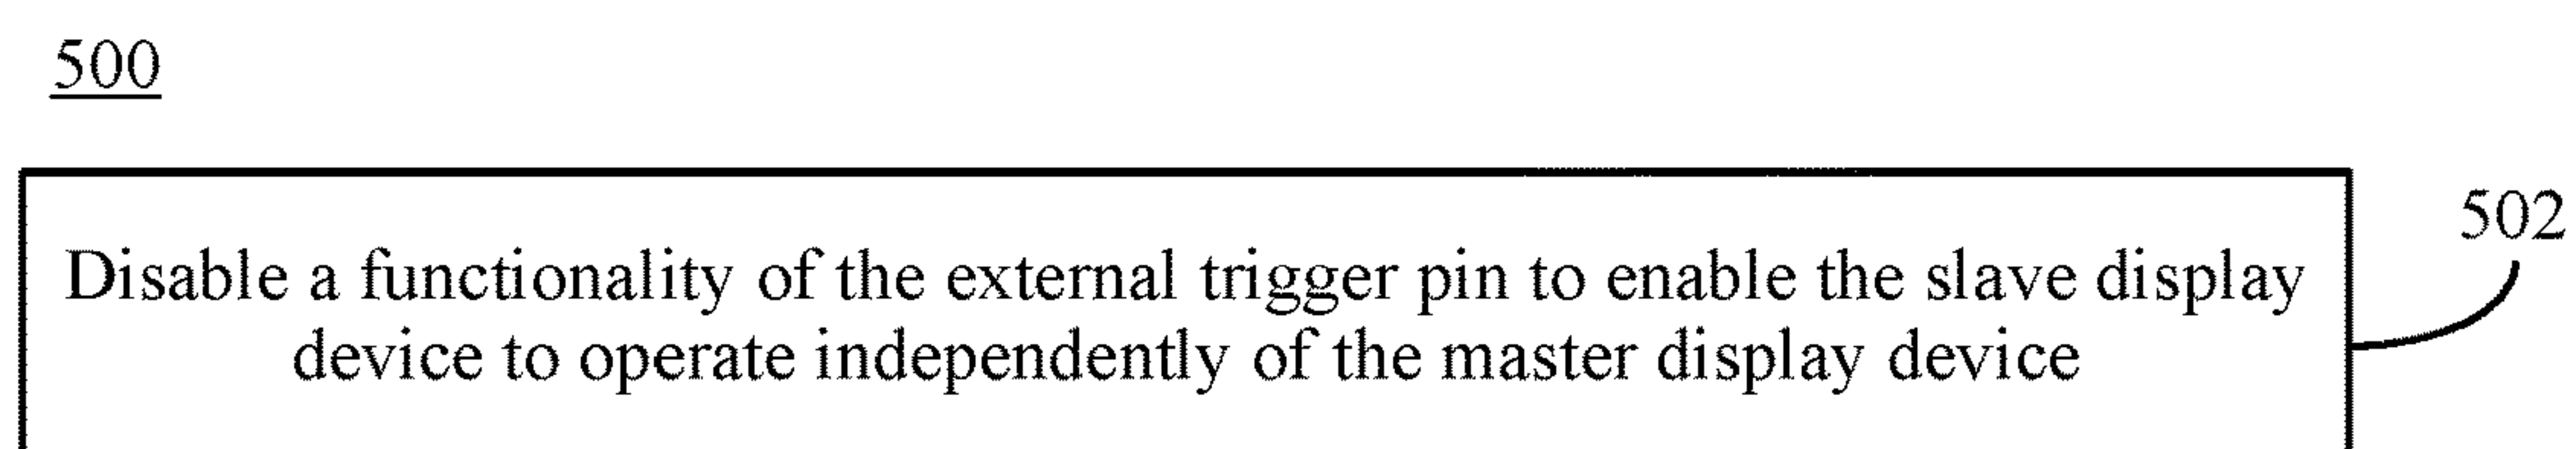 500
502
Disable a functionality of the external trigger pin to enable the slave display
device to operate independently of the master display device